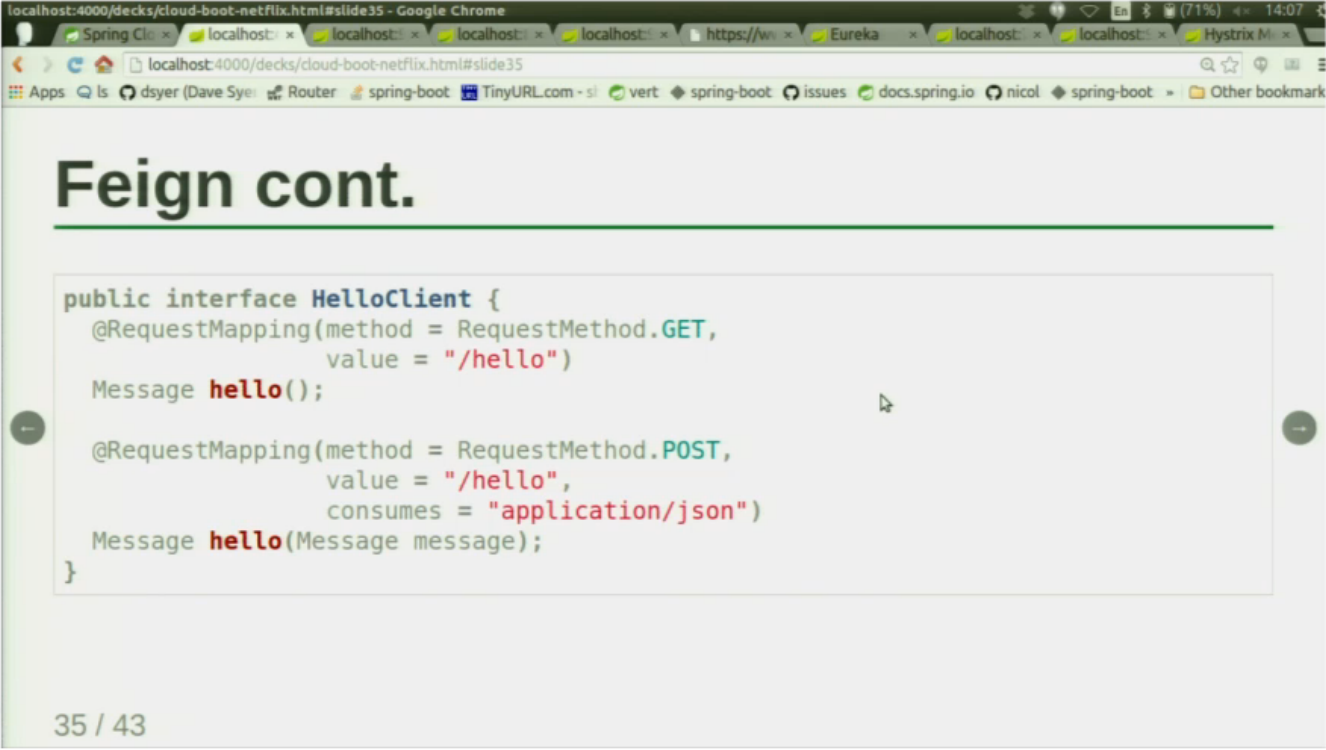 localhost:4000/decks/cloud-boot-netflix.html#slide35 - Google Chrome
En (71%) 14:07
Spring Clo × localhost: × localhost: × localhost: × localhost: × https://w × Eureka × localhost: × localhost: × Hystrix M ×
localhost:4000/decks/cloud-boot-netflix.html#slide35
Apps ls dsyer (Dave Sye Router spring-boot TinyURL.com - s vert spring-boot issues docs.spring.io nicol spring-boot » Other bookmark
Feign cont.
public interface HelloClient {
@RequestMapping(method = RequestMethod.GET,
value = "/hello")
Message hello();
@RequestMapping(method = RequestMethod.POST,
value = "/hello",
consumes = "application/json")
Message hello(Message message);
}
← →
35 / 43